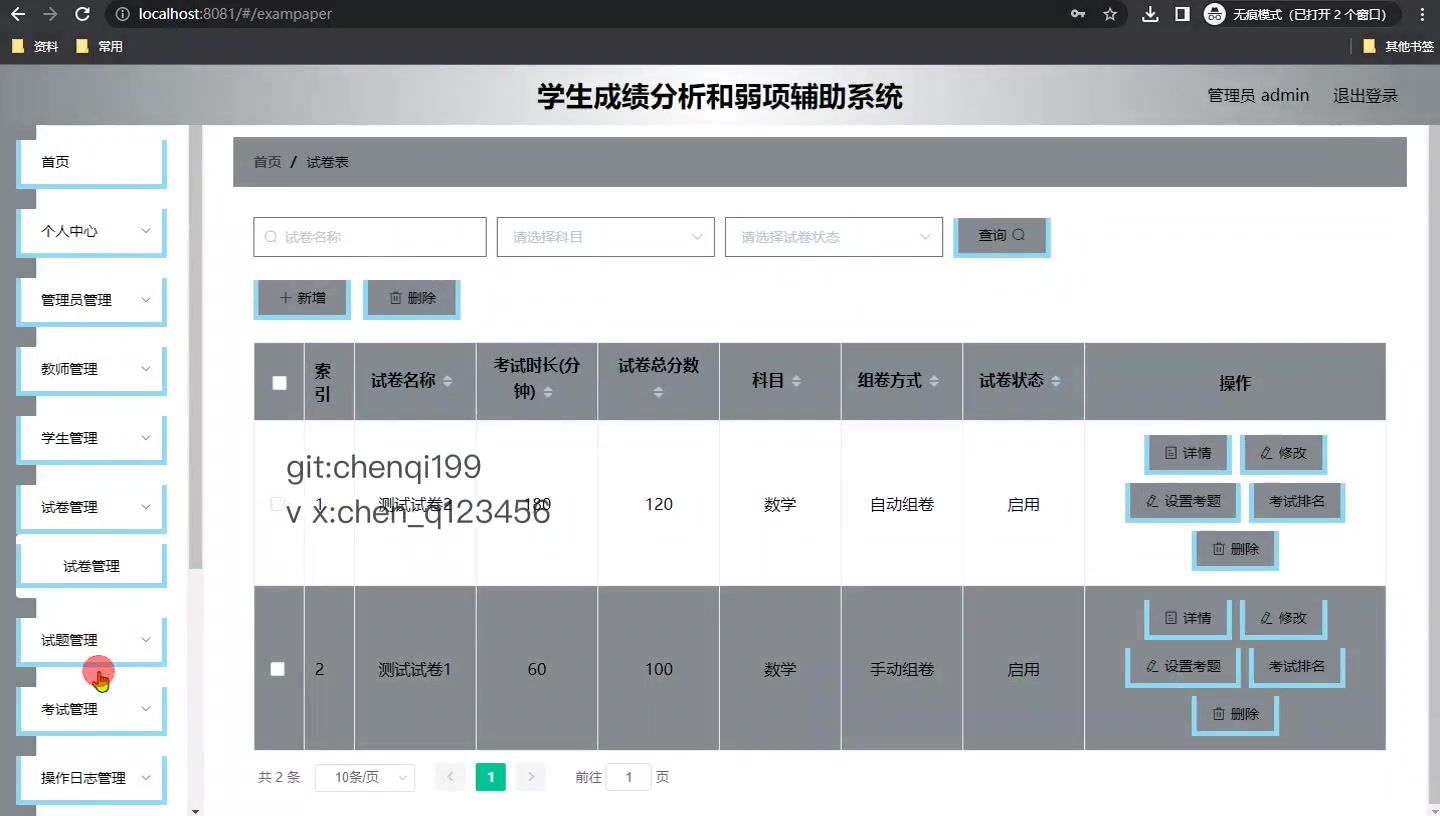 localhost:8081/#/exampaper
无痕模式 (已打开 2 个窗口)
资料 常用 其他书签
学生成绩分析和弱项辅助系统
管理员 admin 退出登录
首页
个人中心
管理员管理
教师管理
学生管理
试卷管理
试卷管理
试题管理
考试管理
操作日志管理
首页 / 试卷表
试卷名称 请选择科目 请选择试卷状态 查询
新增 删除
索引 试卷名称 考试时长(分钟) 试卷总分数 科目 组卷方式 试卷状态 操作
1 测试试卷2 180 120 数学 自动组卷 启用
详情 修改
设置考题 考试排名
删除
git:chenqi199
v x:chen_q123456
2 测试试卷1 60 100 数学 手动组卷 启用
详情 修改
设置考题 考试排名
删除
共 2 条 10条/页 1 前往 1 页